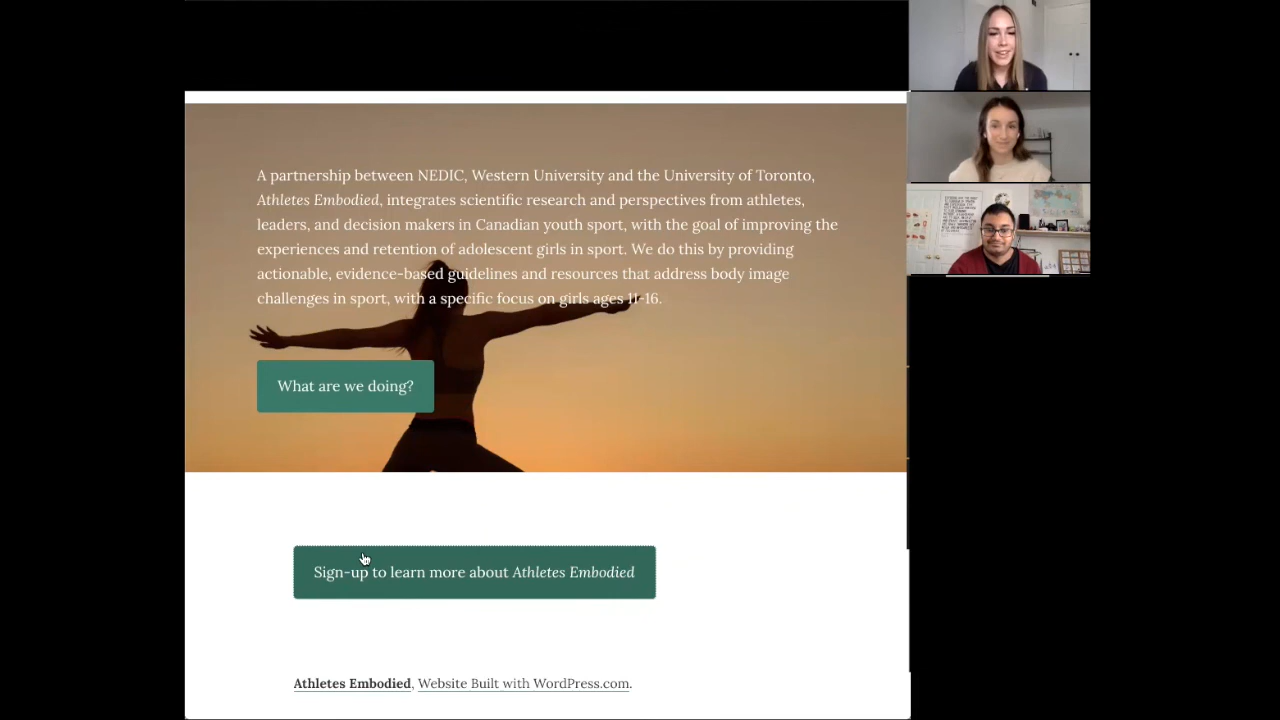 A partnership between NEDIC, Western University and the University of Toronto,
Athletes Embodied, integrates scientific research and perspectives from athletes,
leaders, and decision makers in Canadian youth sport, with the goal of improving the
experiences and retention of adolescent girls in sport. We do this by providing
actionable, evidence-based guidelines and resources that address body image
challenges in sport, with a specific focus on girls ages 11-16.
What are we doing?
Sign-up to learn more about Athletes Embodied
Athletes Embodied, Website Built with WordPress.com.